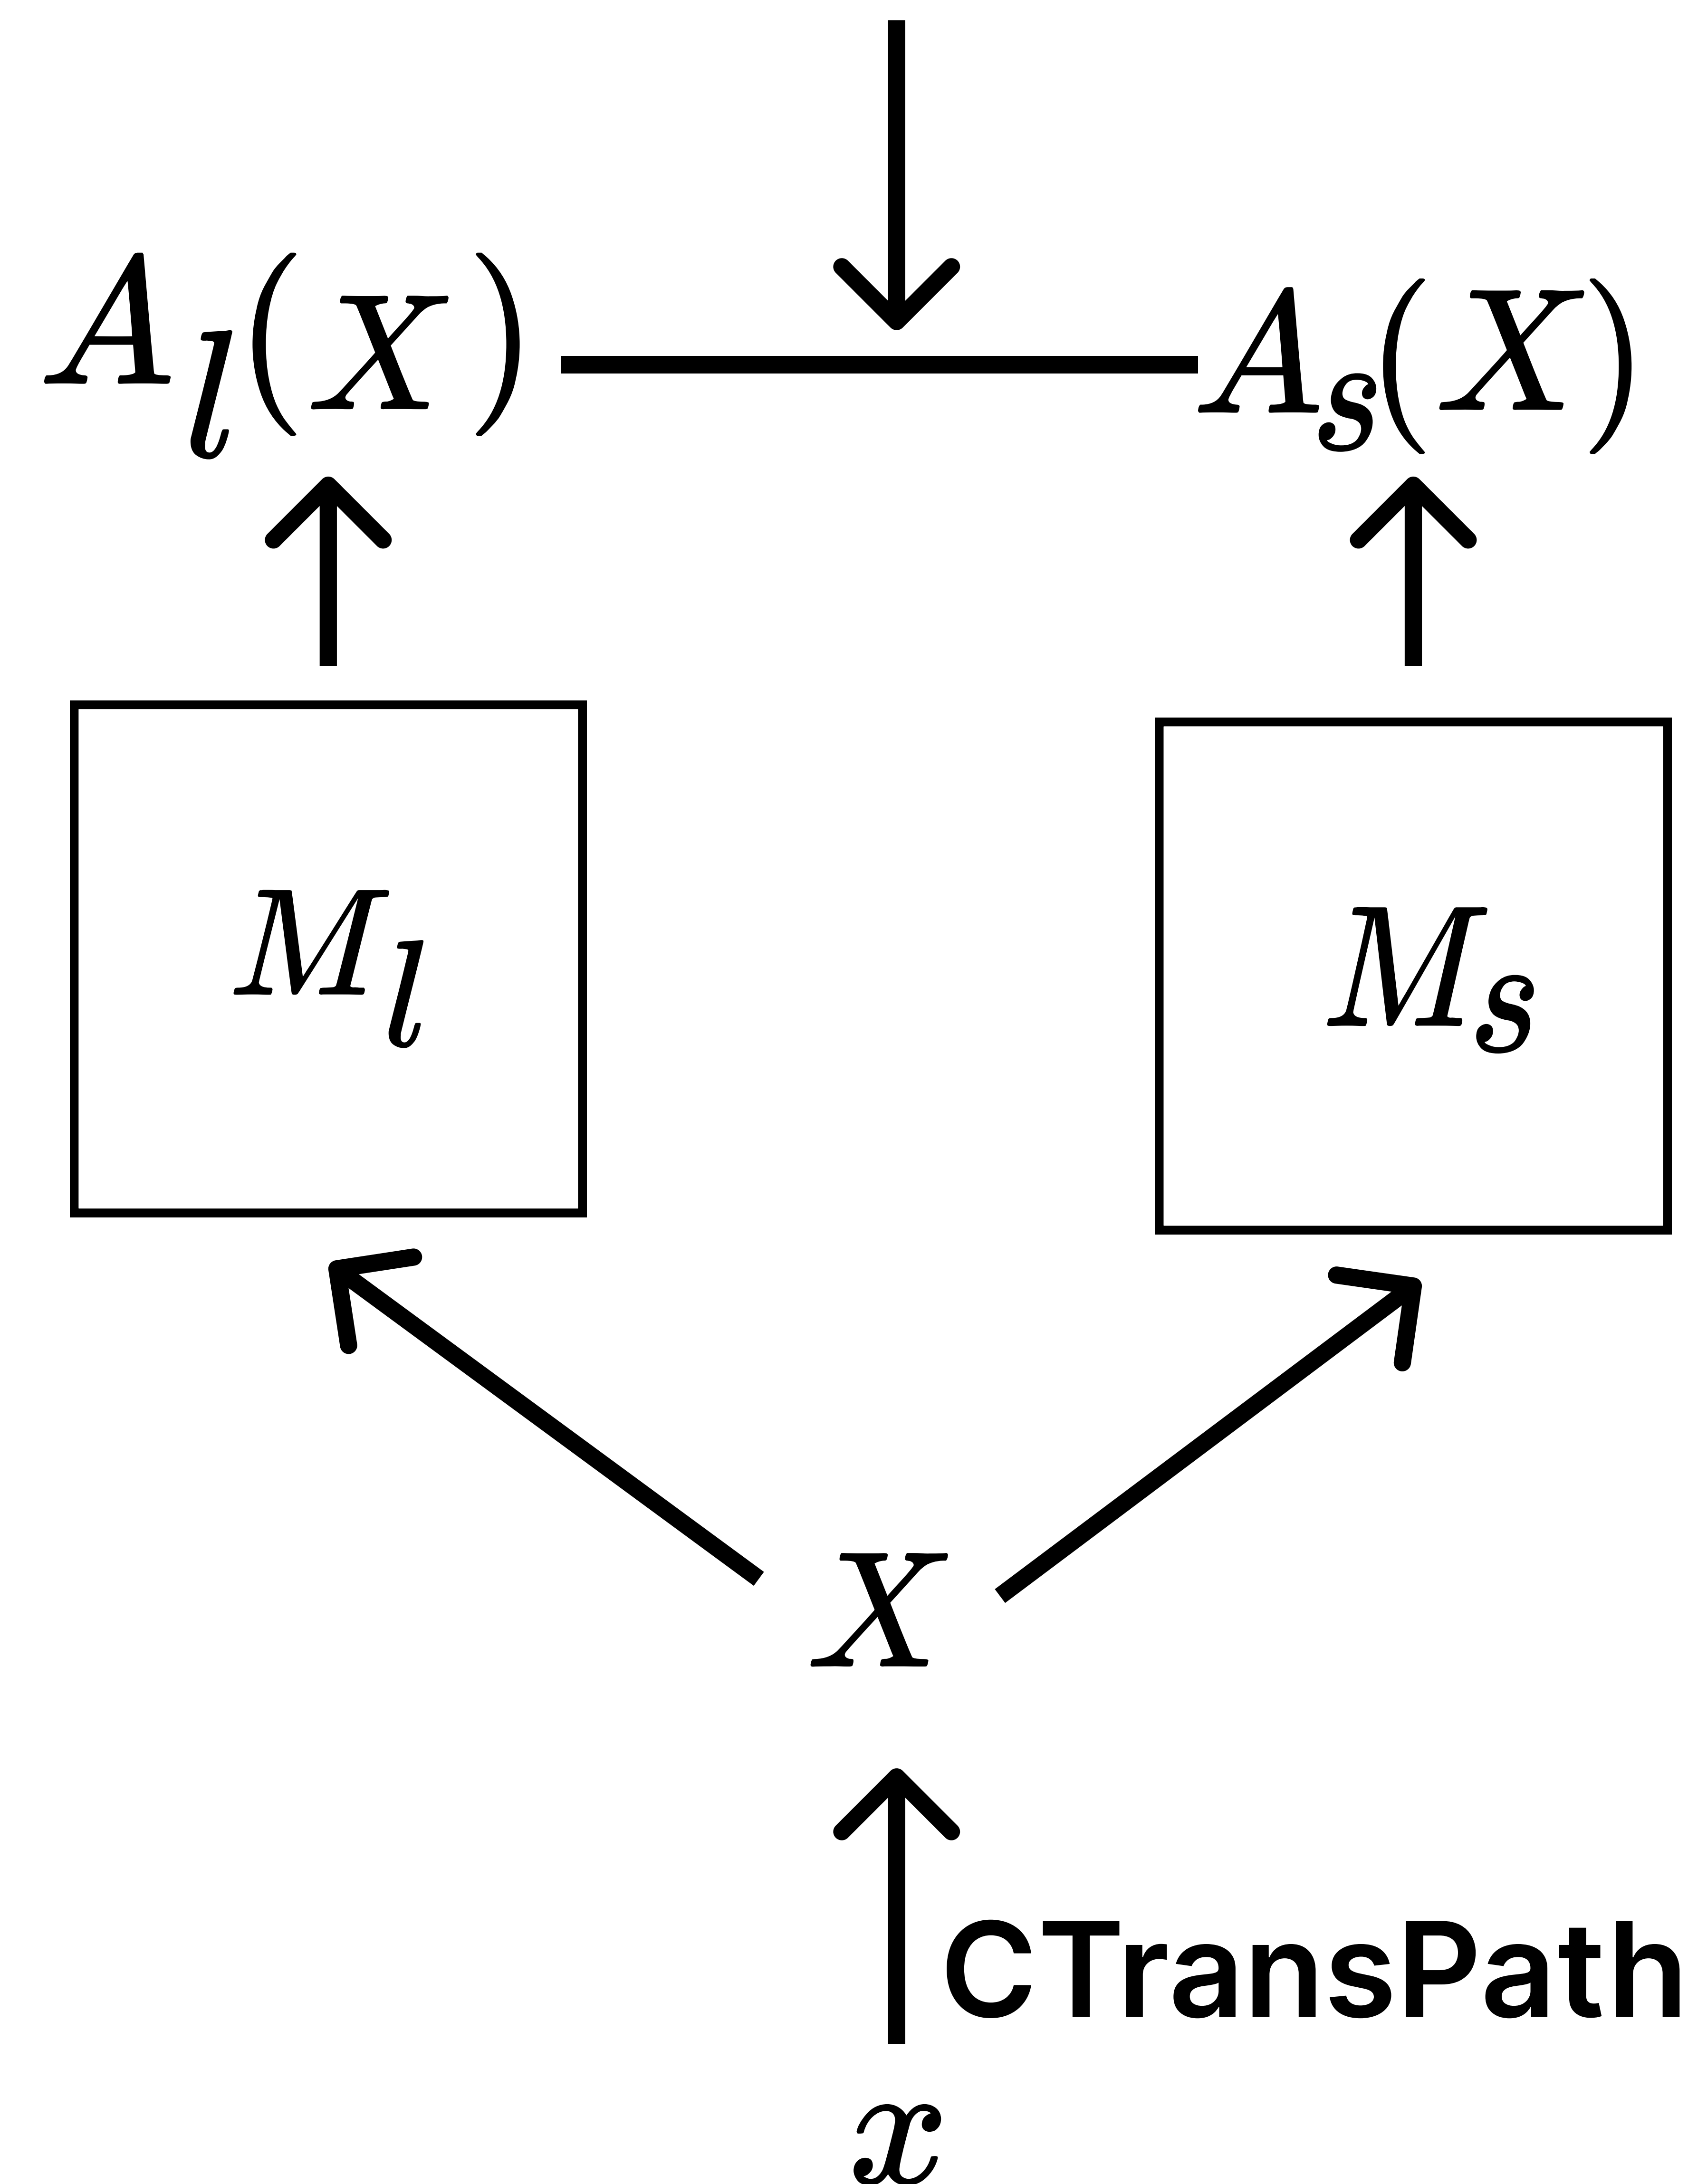 A_l(X) A_s(X)
M_l M_s
X
CTransPath
x